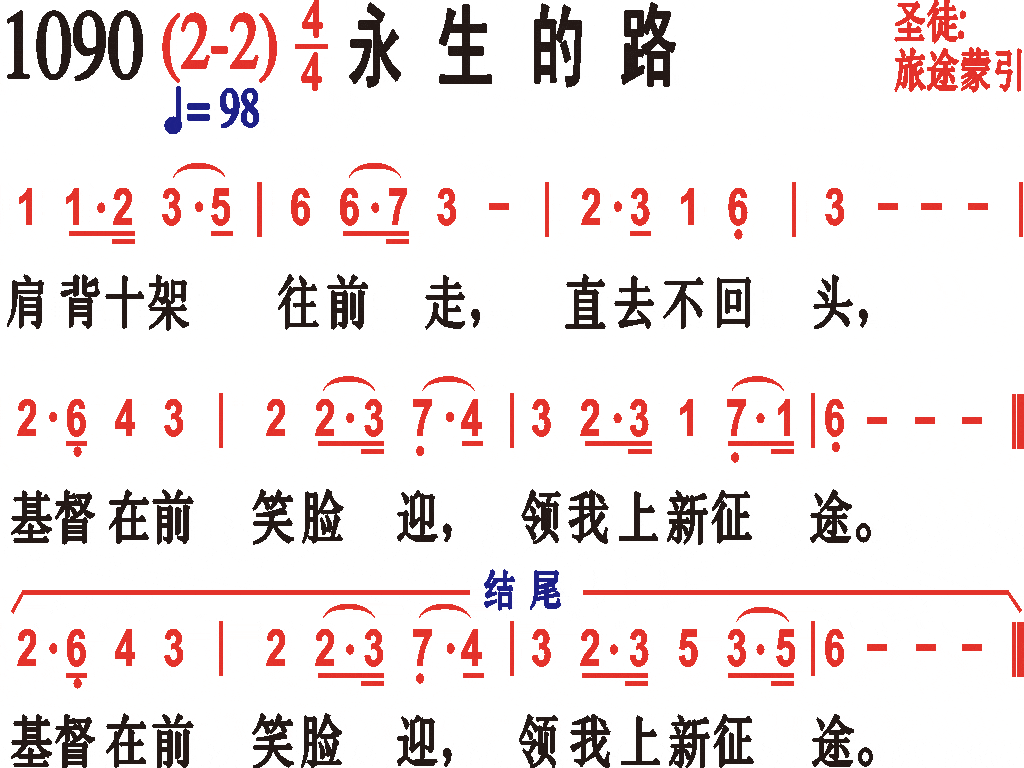 1090 (2-2) 4/4 永生的路 圣徒:
♩=98 旅途蒙引
1 1·2 3·5 | 6 6·7 3 - | 2·3 1 6 | 3 - - - |
肩背十架 往前 走, 直去不回 头,
2·6 4 3 | 2 2·3 7·4 | 3 2·3 1 7·1 | 6 - - - ‖
基督在前 笑脸 迎, 领我上新征 途。
结尾
2·6 4 3 | 2 2·3 7·4 | 3 2·3 5 3·5 | 6 - - - ‖
基督在前 笑脸 迎, 领我上新征 途。